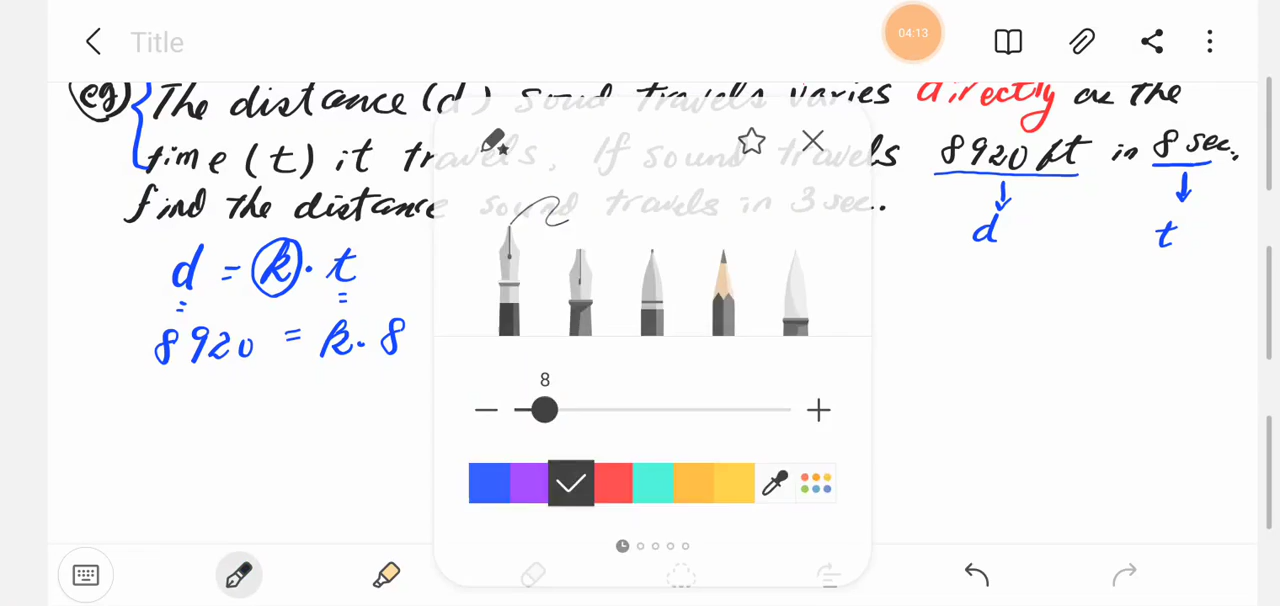 Title
04:13
eg) The distance (d) soud travels varies directly as the
time (t) it travels. If sound travels 8920 ft in 8 sec.
find the distance sound travels in 3 sec.
d t
d = k · t
8920 = k · 8
8